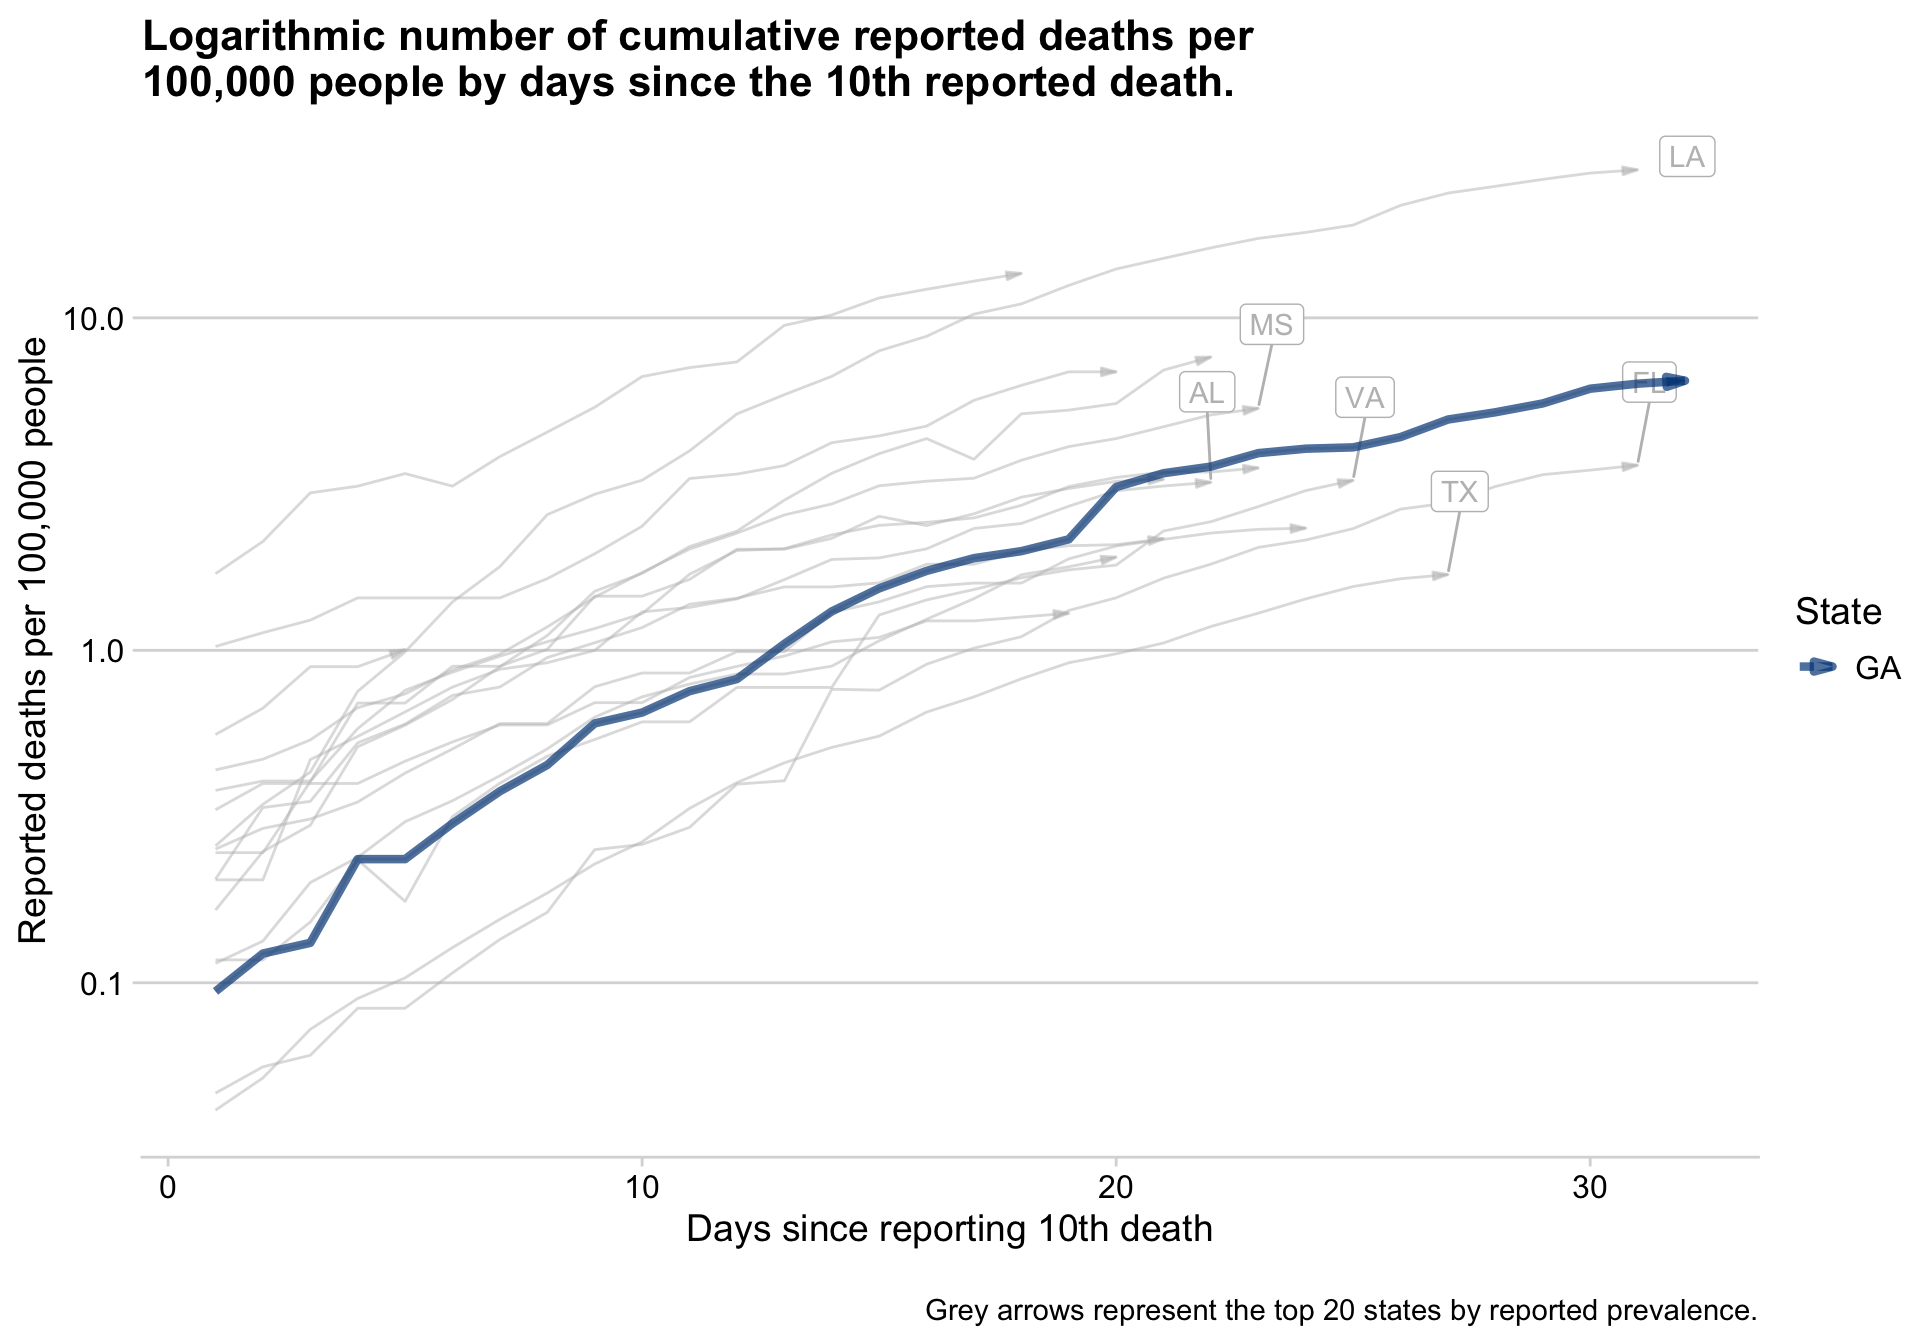 Logarithmic number of cumulative reported deaths per
100,000 people by days since the 10th reported death.
Reported deaths per 100,000 people
10.0
1.0
0.1
LA
MS
AL
VA
FL
TX
State
GA
0
10
20
30
Days since reporting 10th death
Grey arrows represent the top 20 states by reported prevalence.